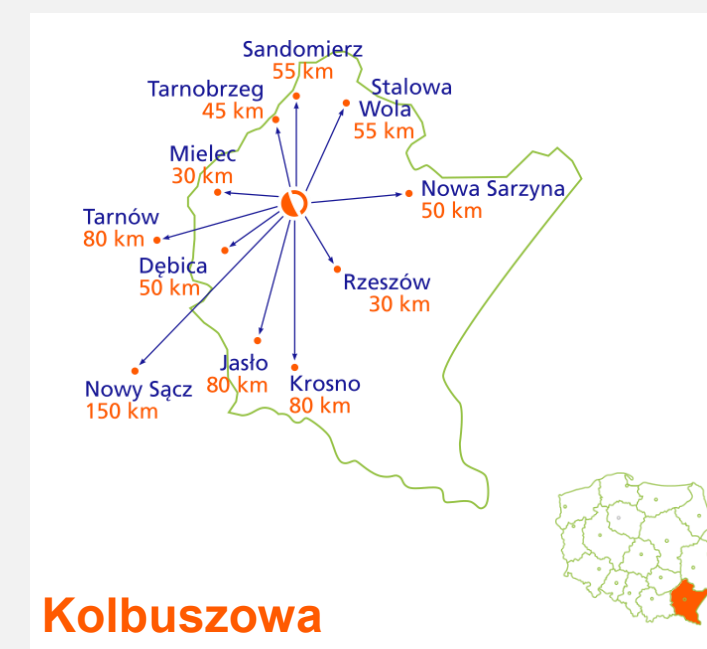 Sandomierz
55 km
Tarnobrzeg
45 km
Stalowa
Wola
55 km
Mielec
30 km
Nowa Sarzyna
50 km
Tarnów
80 km
Dębica
50 km
Rzeszów
30 km
Jasło
80 km
Nowy Sącz
150 km
Krosno
80 km
Kolbuszowa